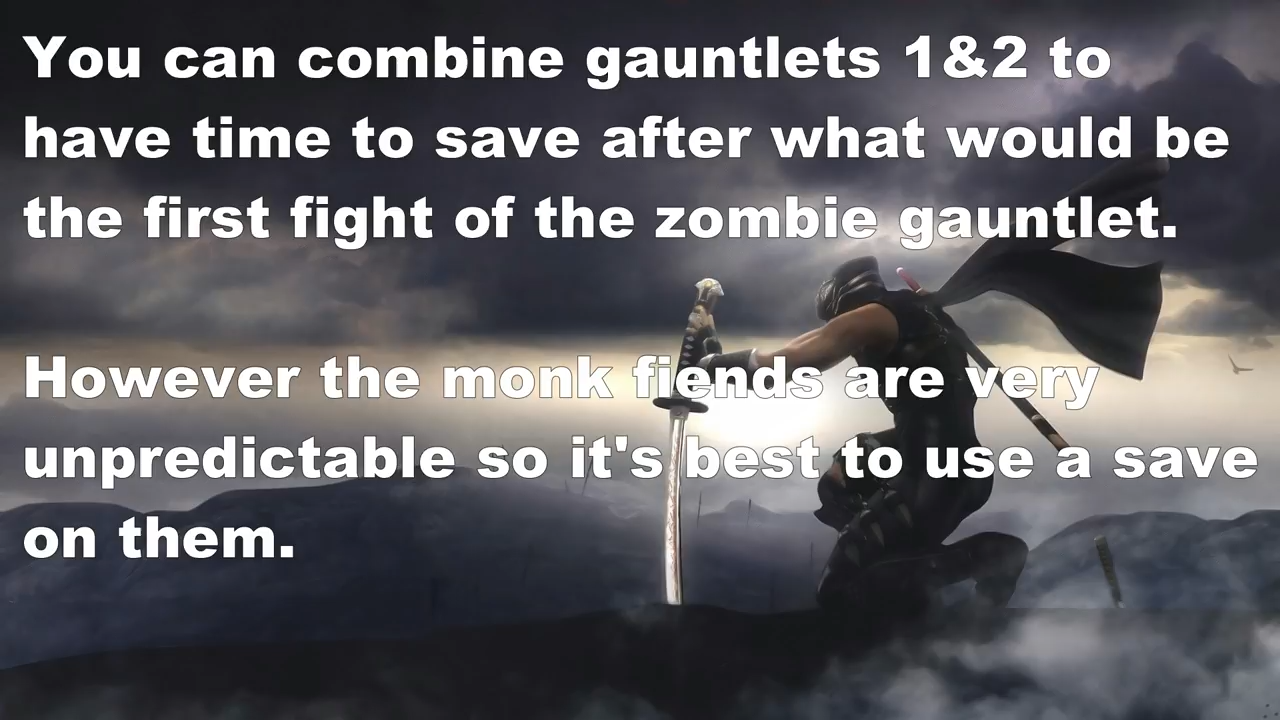 You can combine gauntlets 1&2 to
have time to save after what would be
the first fight of the zombie gauntlet.
However the monk fiends are very
unpredictable so it's best to use a save
on them.